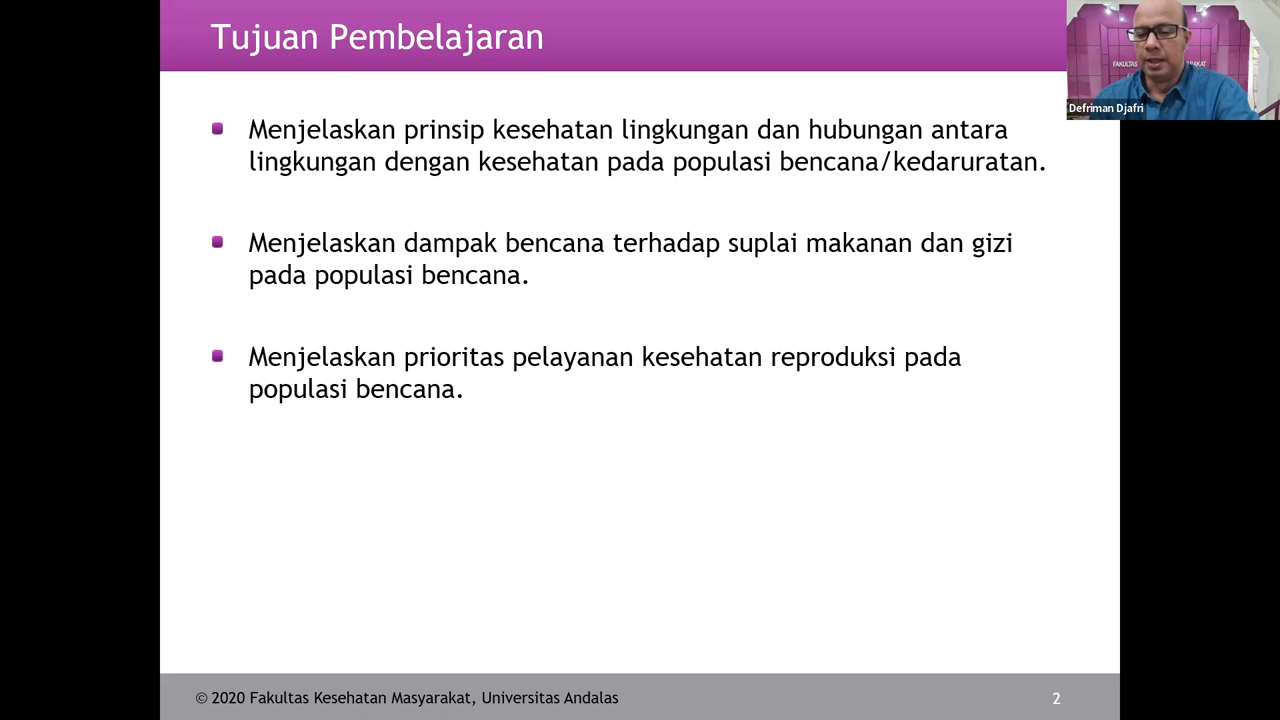 Tujuan Pembelajaran
Menjelaskan prinsip kesehatan lingkungan dan hubungan antara
lingkungan dengan kesehatan pada populasi bencana/kedaruratan.
Menjelaskan dampak bencana terhadap suplai makanan dan gizi
pada populasi bencana.
Menjelaskan prioritas pelayanan kesehatan reproduksi pada
populasi bencana.
© 2020 Fakultas Kesehatan Masyarakat, Universitas Andalas
2
FAKULTAS
Defriman Djafri